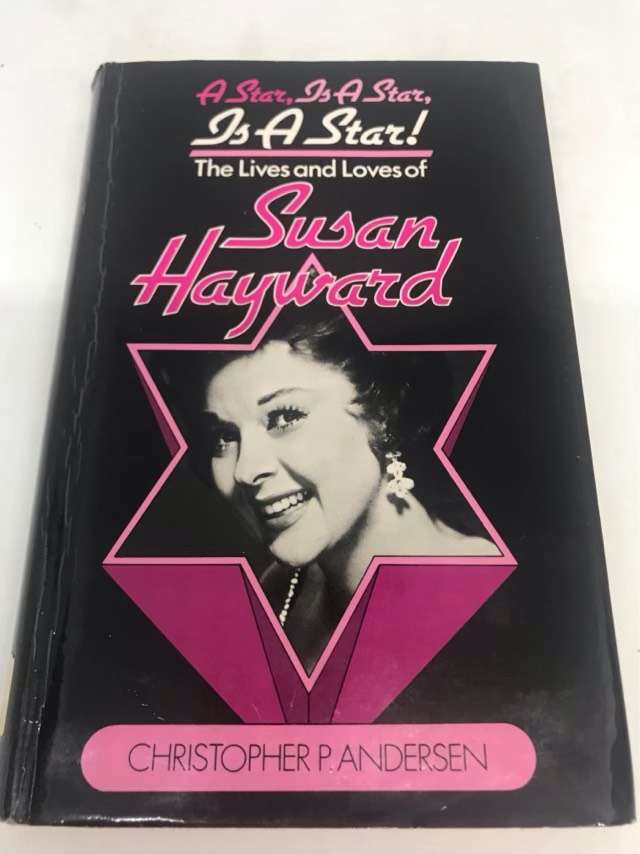 A Star, Is A Star,
Is A Star!
The Lives and Loves of
Susan
Hayward
CHRISTOPHER P. ANDERSEN